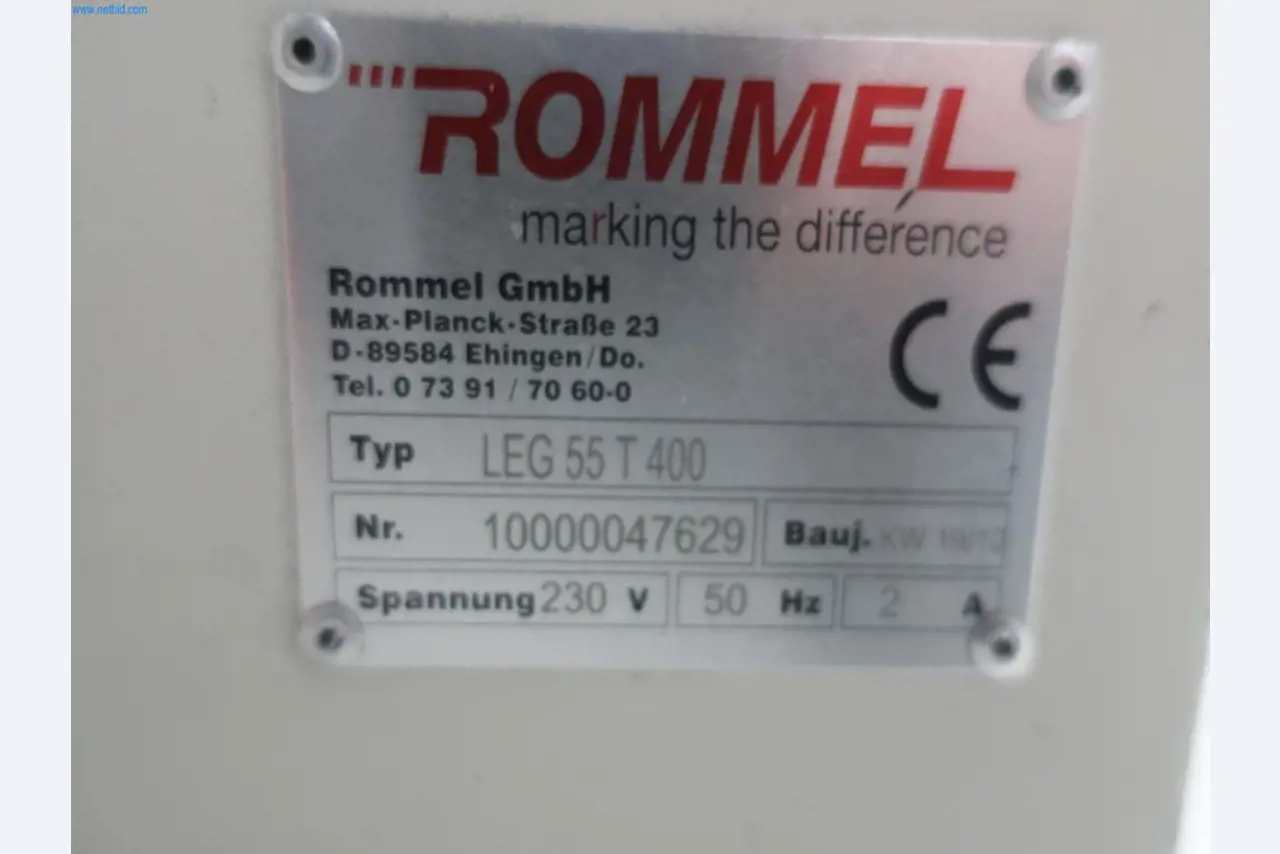 www.netbid.com
ROMMEL
marking the difference
Rommel GmbH
Max-Planck-Straße 23
D-89584 Ehingen/Do.
Tel. 0 73 91 / 70 60-0
CE
Typ LEG 55 T 400
Nr. 10000047629 Bauj. KW
Spannung 230 V 50 Hz 2 A